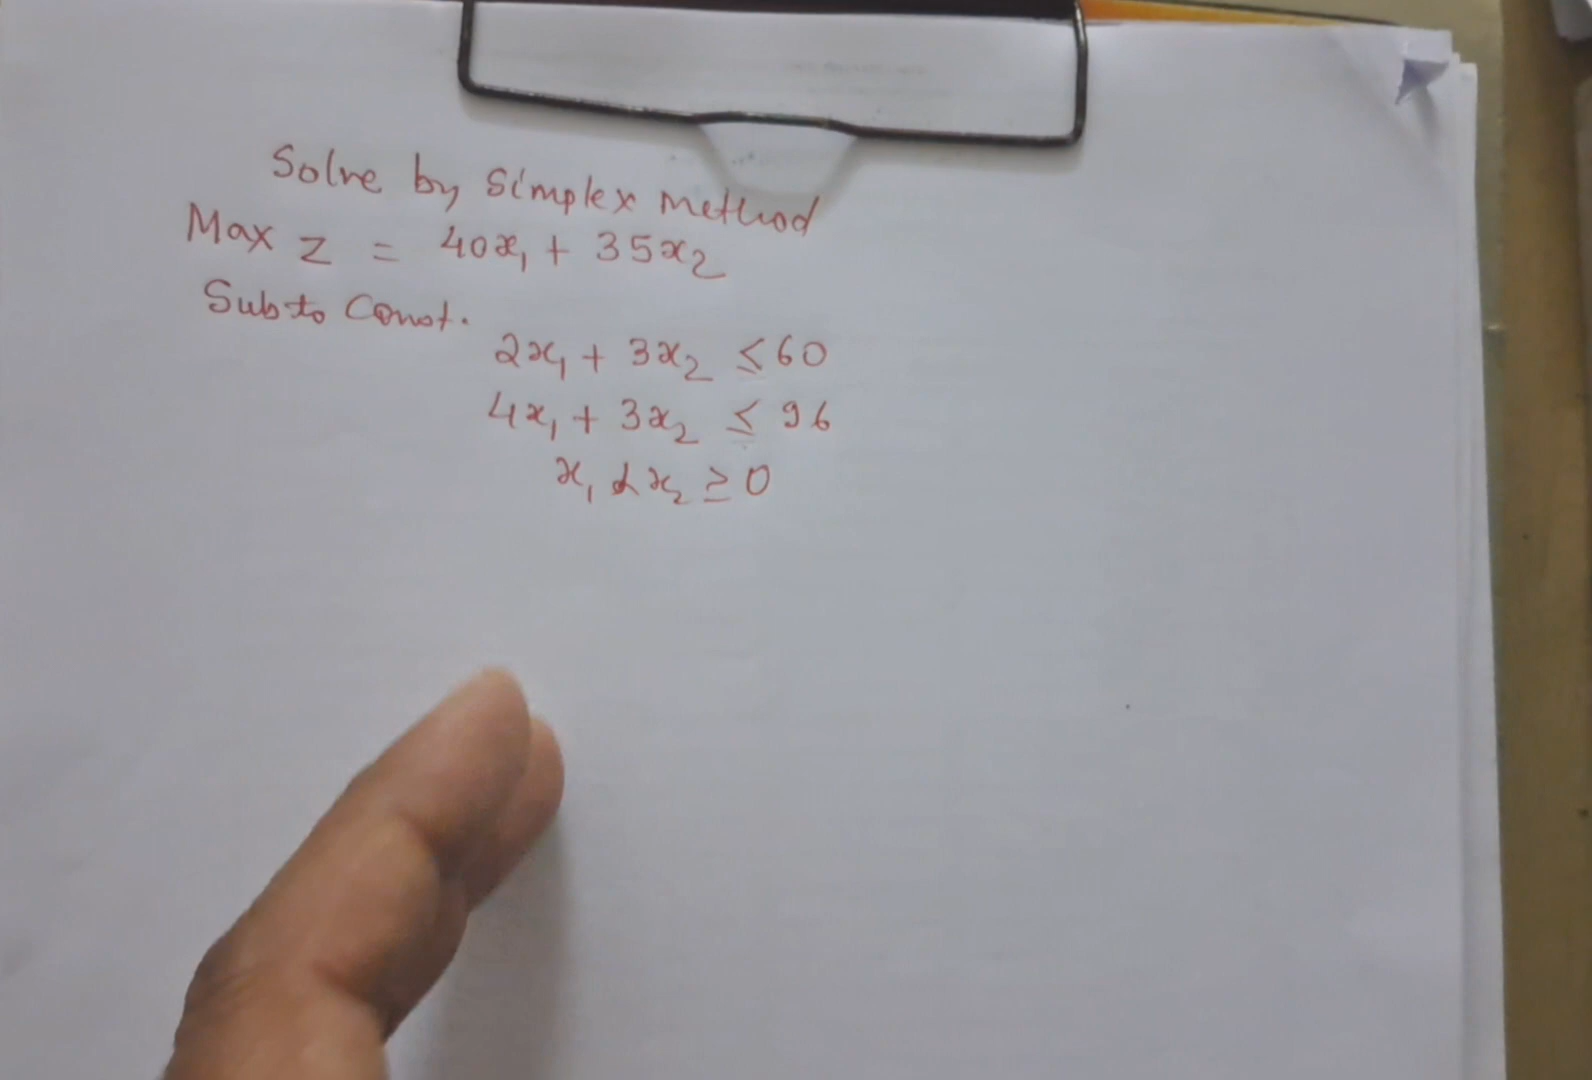 Solve by Simplex Method
Max Z = 40x₁ + 35x₂
Sub to Const.
2x₁ + 3x₂ ≤ 60
4x₁ + 3x₂ ≤ 96
x₁ & x₂ ≥ 0